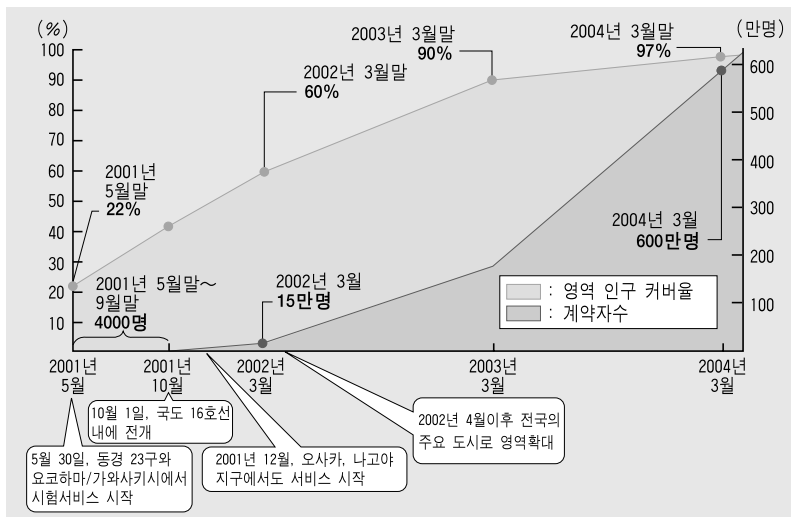 (%)
(만명)
100
90
80
70
60
50
40
30
20
10
600
500
400
300
200
100
2001년
5월말
22%
2002년 3월말
60%
2003년 3월말
90%
2004년 3월말
97%
2001년 5월말～
9월말
4000명
2002년 3월
15만명
2004년 3월
600만명
: 영역 인구 커버율
: 계약자수
2001년
5월
2001년
10월
2002년
3월
2003년
3월
2004년
3월
10월 1일, 국도 16호선
내에 전개
5월 30일, 동경 23구와
요코하마/가와사키시에서
시험서비스 시작
2001년 12월, 오사카, 나고야
지구에서도 서비스 시작
2002년 4월이후 전국의
주요 도시로 영역확대